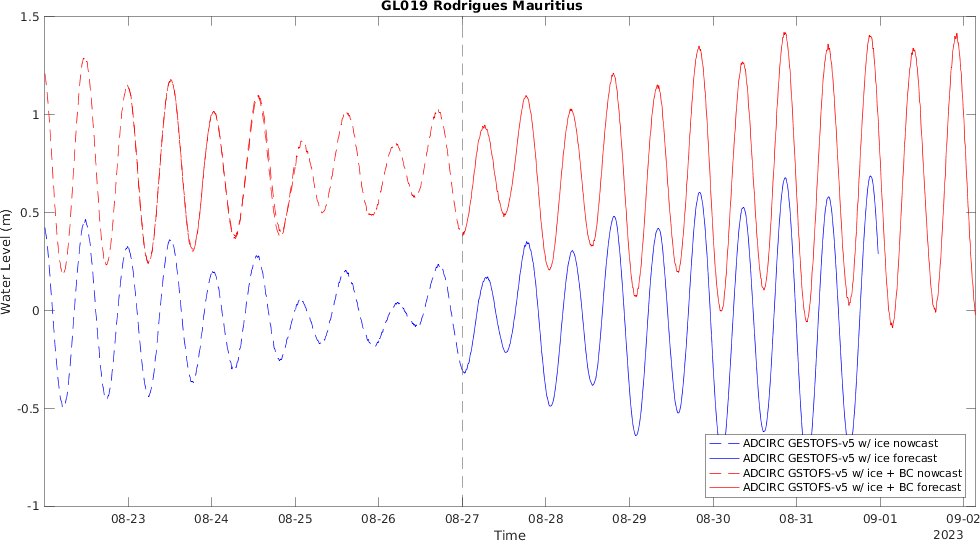 GL019 Rodrigues Mauritius
1.5
1
0.5
0
-0.5
-1
Water Level (m)
08-23 08-24 08-25 08-26 08-27 08-28 08-29 08-30 08-31 09-01 09-02
Time
2023
ADCIRC GESTOFS-v5 w/ ice nowcast
ADCIRC GESTOFS-v5 w/ ice forecast
ADCIRC GSTOFS-v5 w/ ice + BC nowcast
ADCIRC GSTOFS-v5 w/ ice + BC forecast